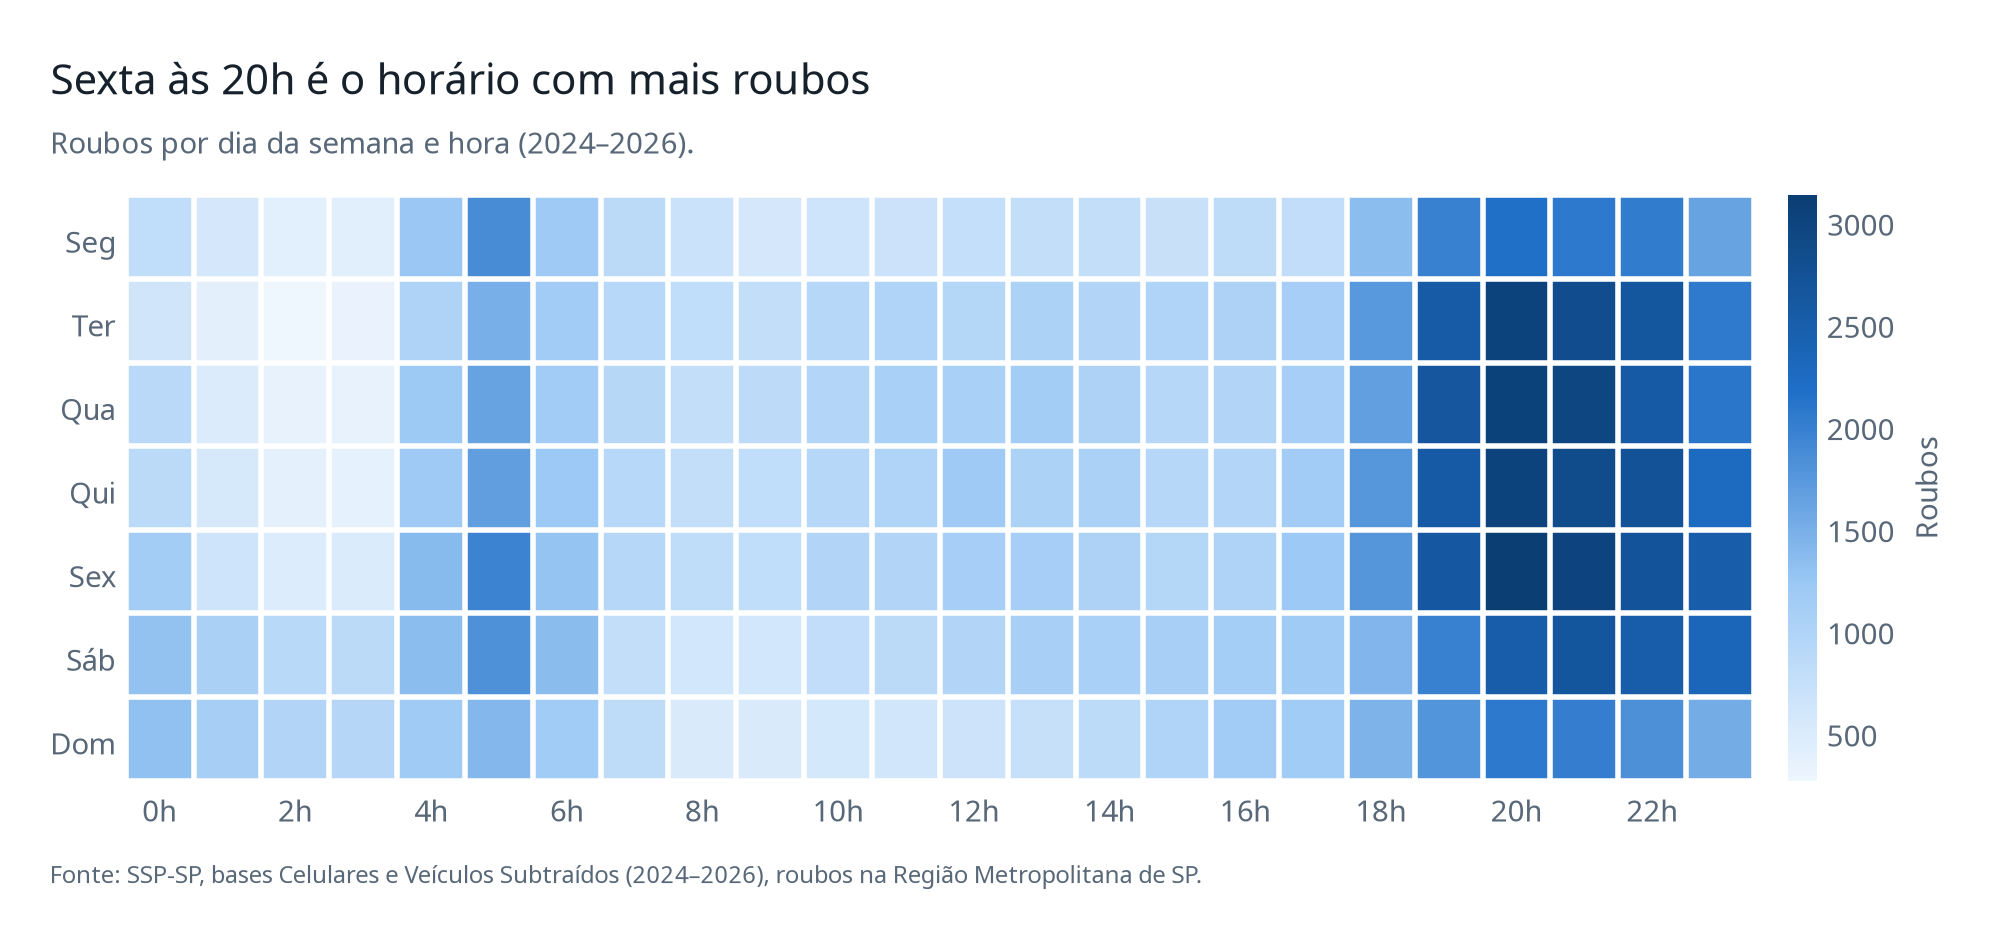 Sexta às 20h é o horário com mais roubos
Roubos por dia da semana e hora (2024–2026).
Seg
Ter
Qua
Qui
Sex
Sáb
Dom
0h 2h 4h 6h 8h 10h 12h 14h 16h 18h 20h 22h
3000
2500
2000
1500
1000
500
Roubos
Fonte: SSP-SP, bases Celulares e Veículos Subtraídos (2024–2026), roubos na Região Metropolitana de SP.